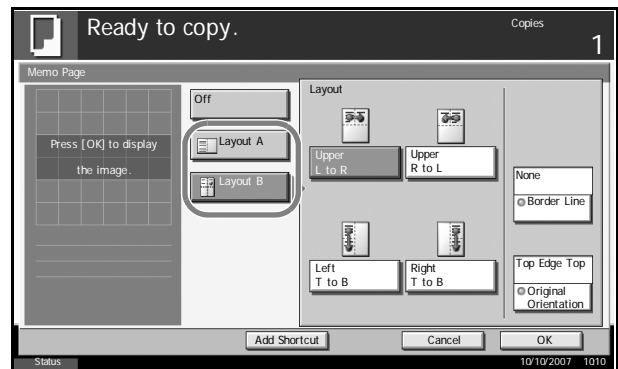 Ready to copy.
Copies
1
Memo Page
Press [OK] to display
the image.
Off
Layout A
Layout B
Layout
Upper
L to R
Upper
R to L
Left
T to B
Right
T to B
None
Border Line
Top Edge Top
Original
Orientation
Add Shortcut
Cancel
OK
Status
10/10/2007 1010